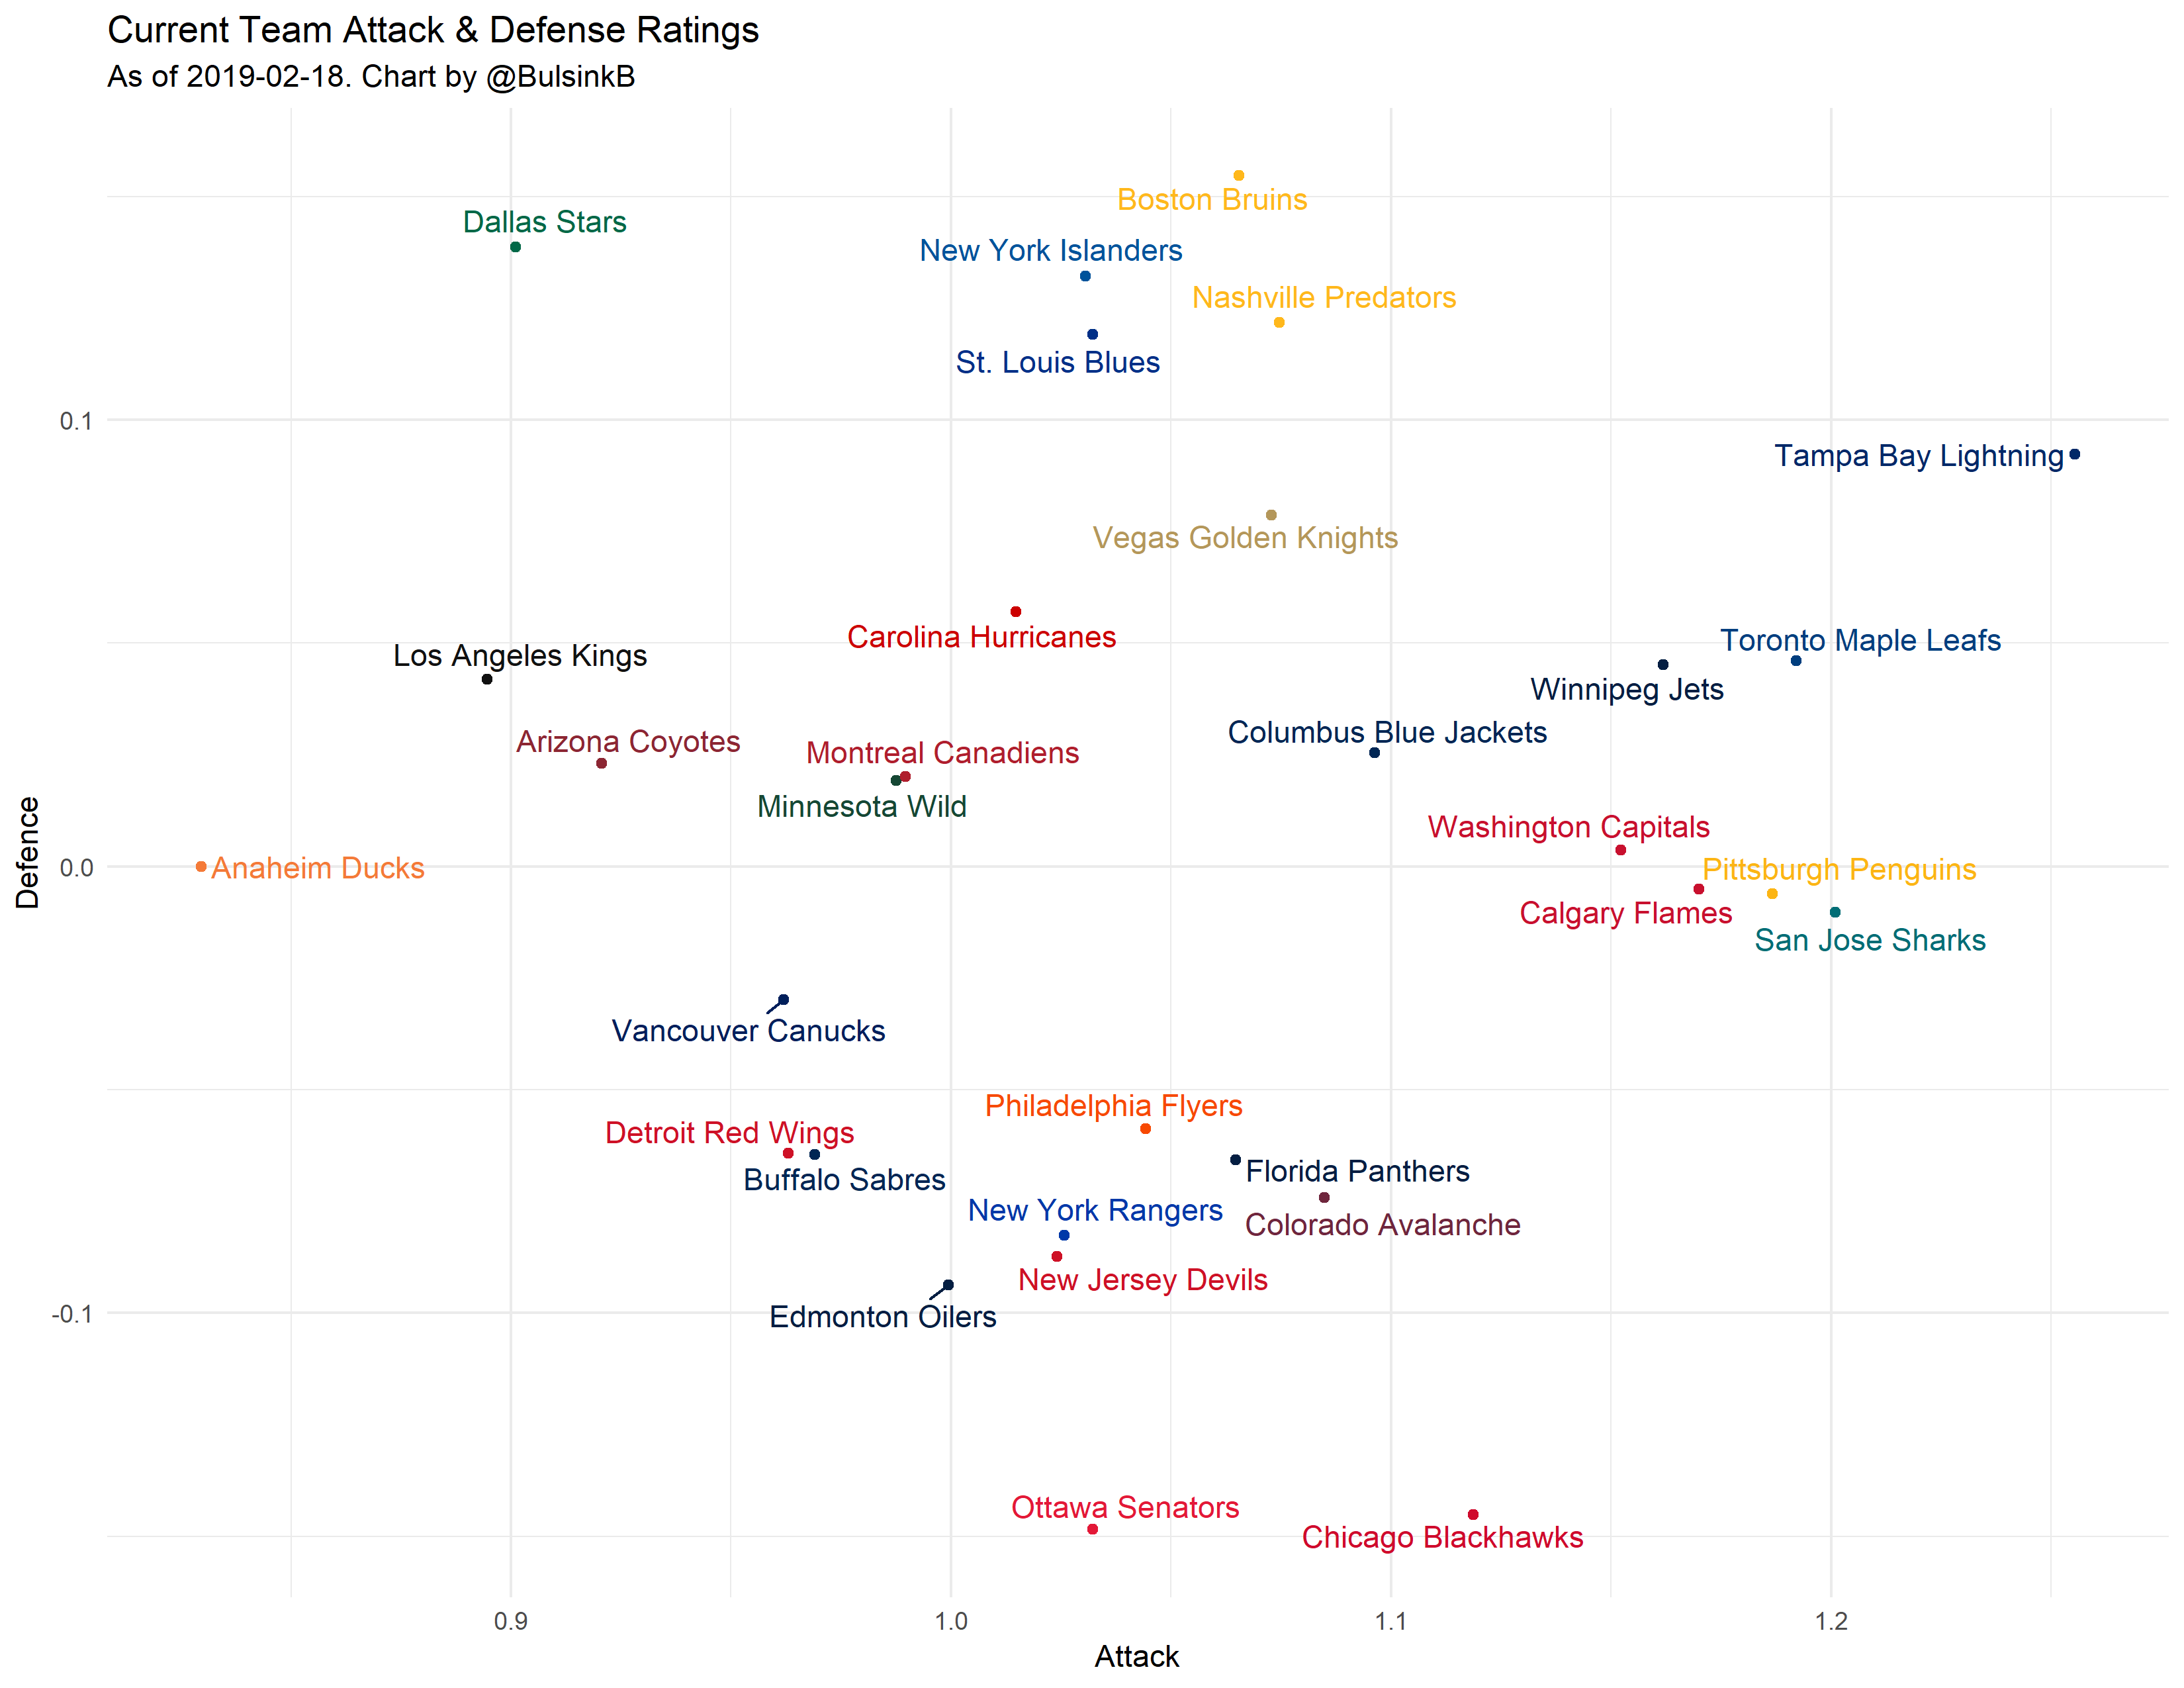 Current Team Attack & Defense Ratings
As of 2019-02-18. Chart by @BulsinkB
Boston Bruins
Dallas Stars
New York Islanders
Nashville Predators
St. Louis Blues
0.1
Tampa Bay Lightning
Vegas Golden Knights
Carolina Hurricanes
Toronto Maple Leafs
Los Angeles Kings
Winnipeg Jets
Columbus Blue Jackets
Arizona Coyotes
Montreal Canadiens
Minnesota Wild
Washington Capitals
Defence
0.0
Anaheim Ducks
Pittsburgh Penguins
Calgary Flames
San Jose Sharks
Vancouver Canucks
Philadelphia Flyers
Detroit Red Wings
Florida Panthers
Buffalo Sabres
New York Rangers
Colorado Avalanche
New Jersey Devils
-0.1
Edmonton Oilers
Ottawa Senators
Chicago Blackhawks
0.9
1.0
1.1
1.2
Attack